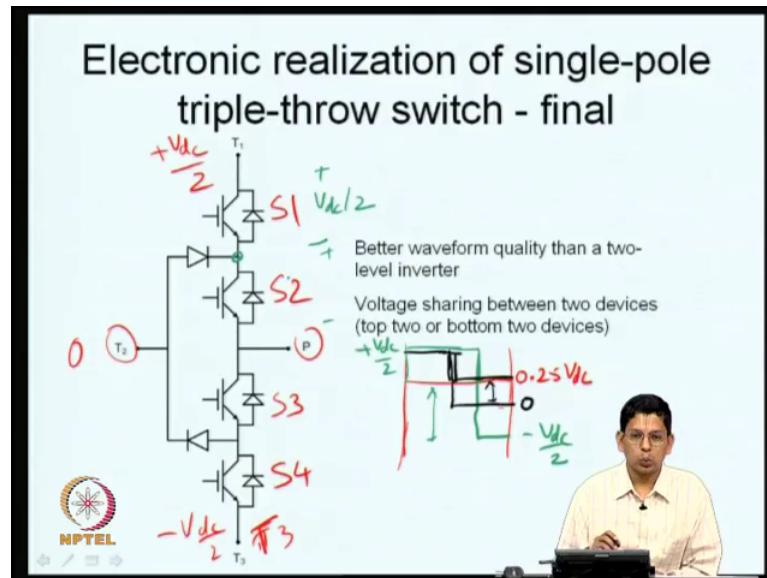 Electronic realization of single-pole
triple-throw switch - final
T1
+Vdc/2
S1
+
Vdc/2
-
+
S2
-
Better waveform quality than a two-
level inverter
Voltage sharing between two devices
(top two or bottom two devices)
0
T2
P
+Vdc/2
0.25 Vdc
0
-Vdc/2
S3
S4
-Vdc/2
T3
T3
NPTEL